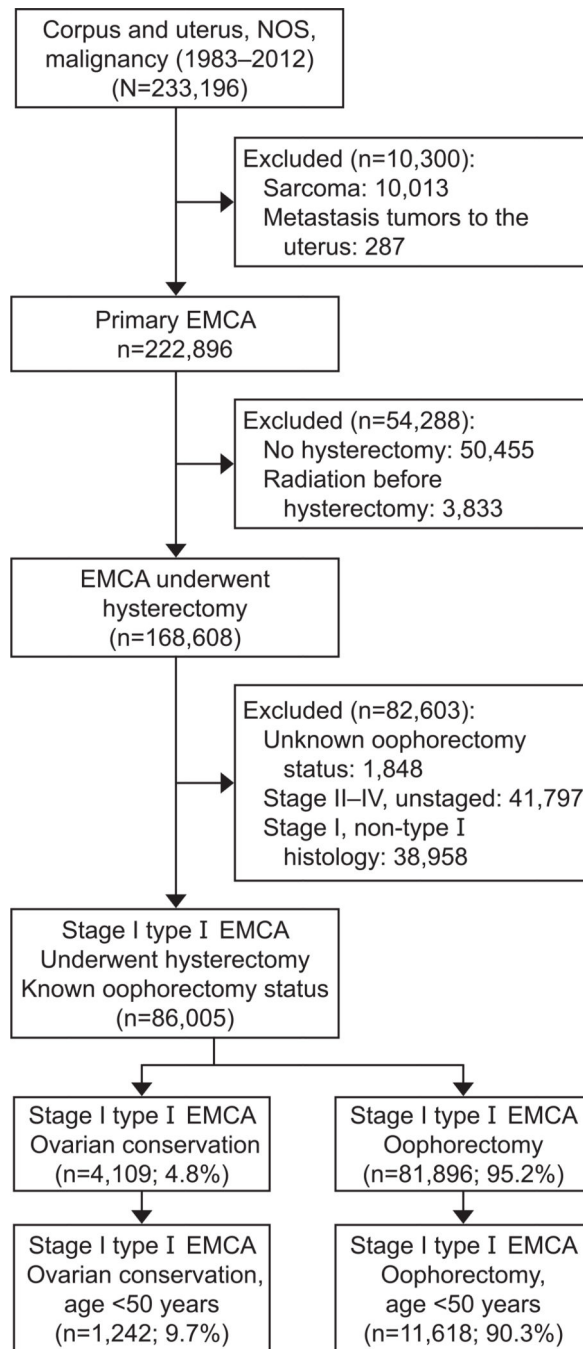 Corpus and uterus, NOS,
malignancy (1983–2012)
(N=233,196)
Excluded (n=10,300):
Sarcoma: 10,013
Metastasis tumors to the
uterus: 287
Primary EMCA
n=222,896
Excluded (n=54,288):
No hysterectomy: 50,455
Radiation before
hysterectomy: 3,833
EMCA underwent
hysterectomy
(n=168,608)
Excluded (n=82,603):
Unknown oophorectomy
status: 1,848
Stage II–IV, unstaged: 41,797
Stage I, non-type I
histology: 38,958
Stage I type I EMCA
Underwent hysterectomy
Known oophorectomy status
(n=86,005)
Stage I type I EMCA
Ovarian conservation
(n=4,109; 4.8%)
Stage I type I EMCA
Oophorectomy
(n=81,896; 95.2%)
Stage I type I EMCA
Ovarian conservation,
age <50 years
(n=1,242; 9.7%)
Stage I type I EMCA
Oophorectomy,
age <50 years
(n=11,618; 90.3%)